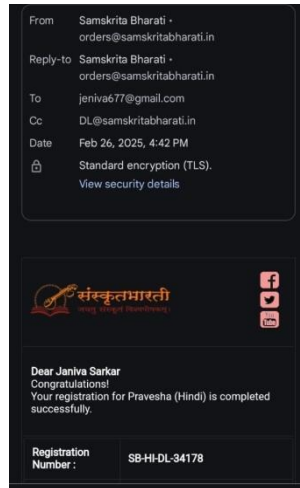 From Samskrita Bharati •
orders@samskritabharati.in
Reply-to Samskrita Bharati •
orders@samskritabharati.in
To jeniva677@gmail.com
Cc DL@samskritabharati.in
Date Feb 26, 2025, 4:42 PM
Standard encryption (TLS).
View security details
संस्कृतभारती
Dear Janiva Sarkar
Congratulations!
Your registration for Pravesha (Hindi) is completed
successfully.
Registration
Number : SB-HI-DL-34178